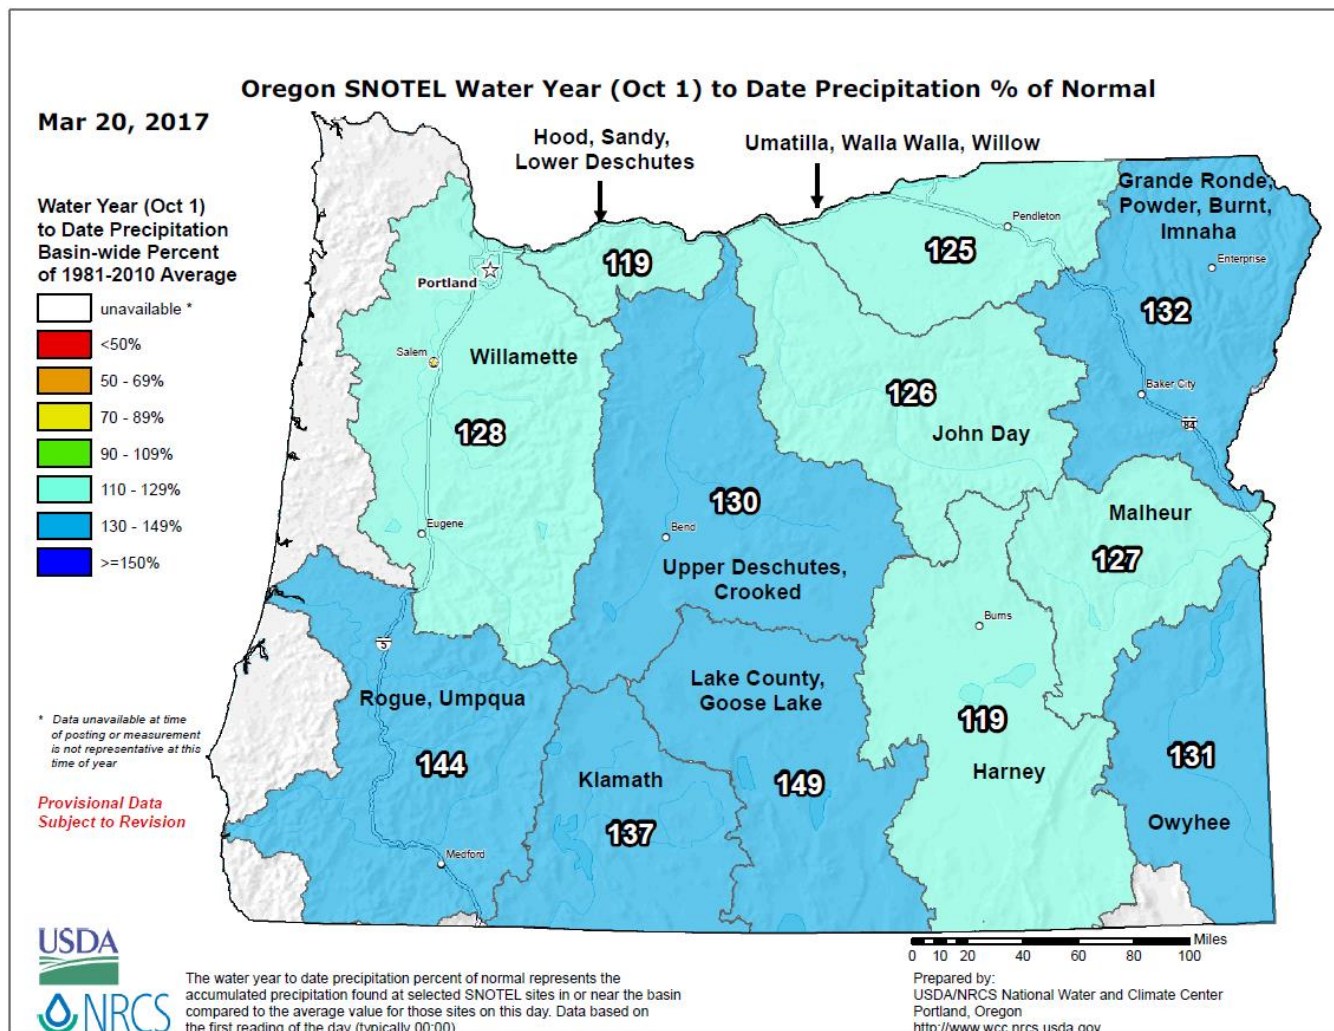 Oregon SNOTEL Water Year (Oct 1) to Date Precipitation % of Normal
Mar 20, 2017
Hood, Sandy,
Lower Deschutes
Umatilla, Walla Walla, Willow
Water Year (Oct 1)
to Date Precipitation
Basin-wide Percent
of 1981-2010 Average
unavailable *
<50%
50 - 69%
70 - 89%
90 - 109%
110 - 129%
130 - 149%
>=150%
Grande Ronde,
Powder, Burnt,
Imnaha
Pendleton
Enterprise
119
125
132
Portland
Salem
Willamette
128
Eugene
126
John Day
Baker City
84
130
Bend
Upper Deschutes,
Crooked
Malheur
127
Burns
5
Rogue, Umpqua
144
Medford
Lake County,
Goose Lake
149
Klamath
137
119
Harney
131
Owyhee
* Data unavailable at time
of posting or measurement
is not representative at this
time of year
Provisional Data
Subject to Revision
Miles
0 10 20 40 60 80 100
USDA
NRCS
The water year to date precipitation percent of normal represents the
accumulated precipitation found at selected SNOTEL sites in or near the basin
compared to the average value for those sites on this day. Data based on
the first reading of the day (typically 00:00)
Prepared by:
USDA/NRCS National Water and Climate Center
Portland, Oregon
http://www.wcc.nrcs.usda.gov